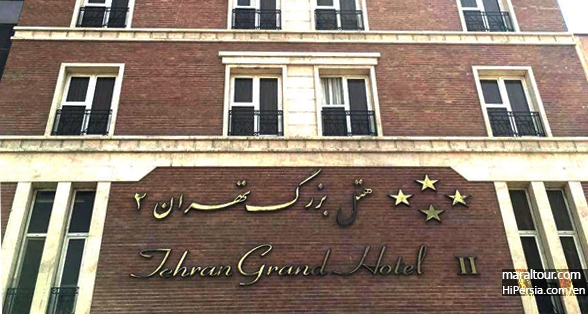 هتل بزرگ تهران ۲
Tehran Grand Hotel II
maraltour.com
HiPersia.com/en